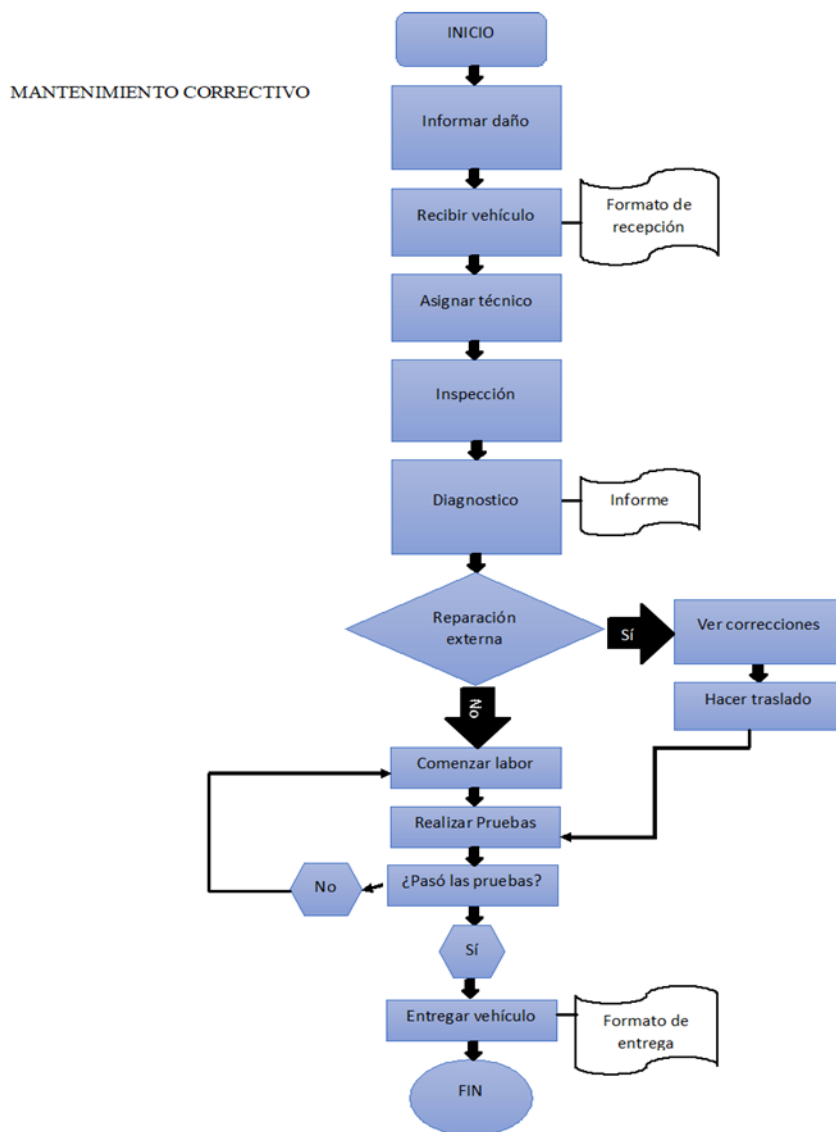 INICIO
MANTENIMIENTO CORRECTIVO
Informar daño
Recibir vehículo
Formato de
recepción
Asignar técnico
Inspección
Diagnostico
Informe
Reparación
externa
Sí
Ver correcciones
No
Hacer traslado
Comenzar labor
Realizar Pruebas
¿Pasó las pruebas?
No
Sí
Entregar vehículo
Formato de
entrega
FIN